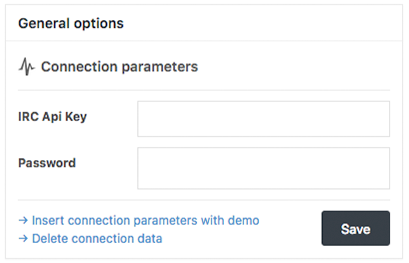 General options
Connection parameters
IRC Api Key
Password
→ Insert connection parameters with demo
→ Delete connection data
Save